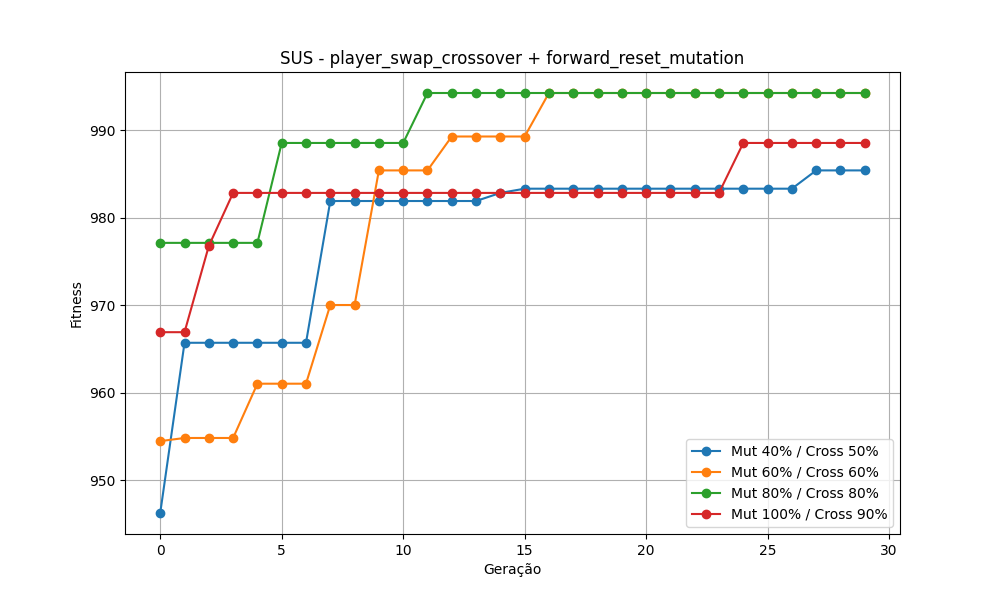 SUS - player_swap_crossover + forward_reset_mutation
Fitness
990
980
970
960
950
0 5 10 15 20 25 30
Geração
Mut 40% / Cross 50%
Mut 60% / Cross 60%
Mut 80% / Cross 80%
Mut 100% / Cross 90%